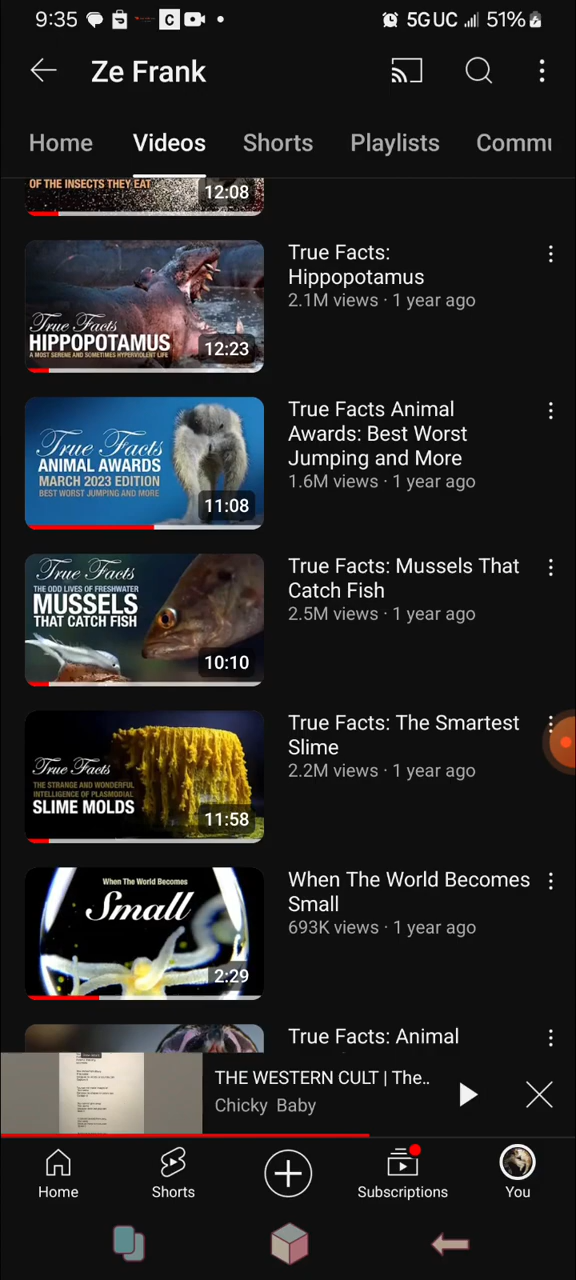 9:35
C
5G UC
51%
Ze Frank
Home
Videos
Shorts
Playlists
Commu
OF THE INSECTS THEY EAT
12:08
True Facts
HIPPOPOTAMUS
A MOST SERENE AND SOMETIMES HYPERVIOLENT LIFE
12:23
True Facts:
Hippopotamus
2.1M views · 1 year ago
True Facts
ANIMAL AWARDS
MARCH 2023 EDITION
BEST WORST JUMPING AND MORE
11:08
True Facts Animal
Awards: Best Worst
Jumping and More
1.6M views · 1 year ago
True Facts
THE ODD LIVES OF FRESHWATER
MUSSELS
THAT CATCH FISH
10:10
True Facts: Mussels That
Catch Fish
2.5M views · 1 year ago
True Facts
THE STRANGE AND WONDERFUL
INTELLIGENCE OF PLASMODIAL
SLIME MOLDS
11:58
True Facts: The Smartest
Slime
2.2M views · 1 year ago
When The World Becomes
Small
2:29
When The World Becomes
Small
693K views · 1 year ago
True Facts: Animal
THE WESTERN CULT | The..
Chicky Baby
Home
Shorts
Subscriptions
You